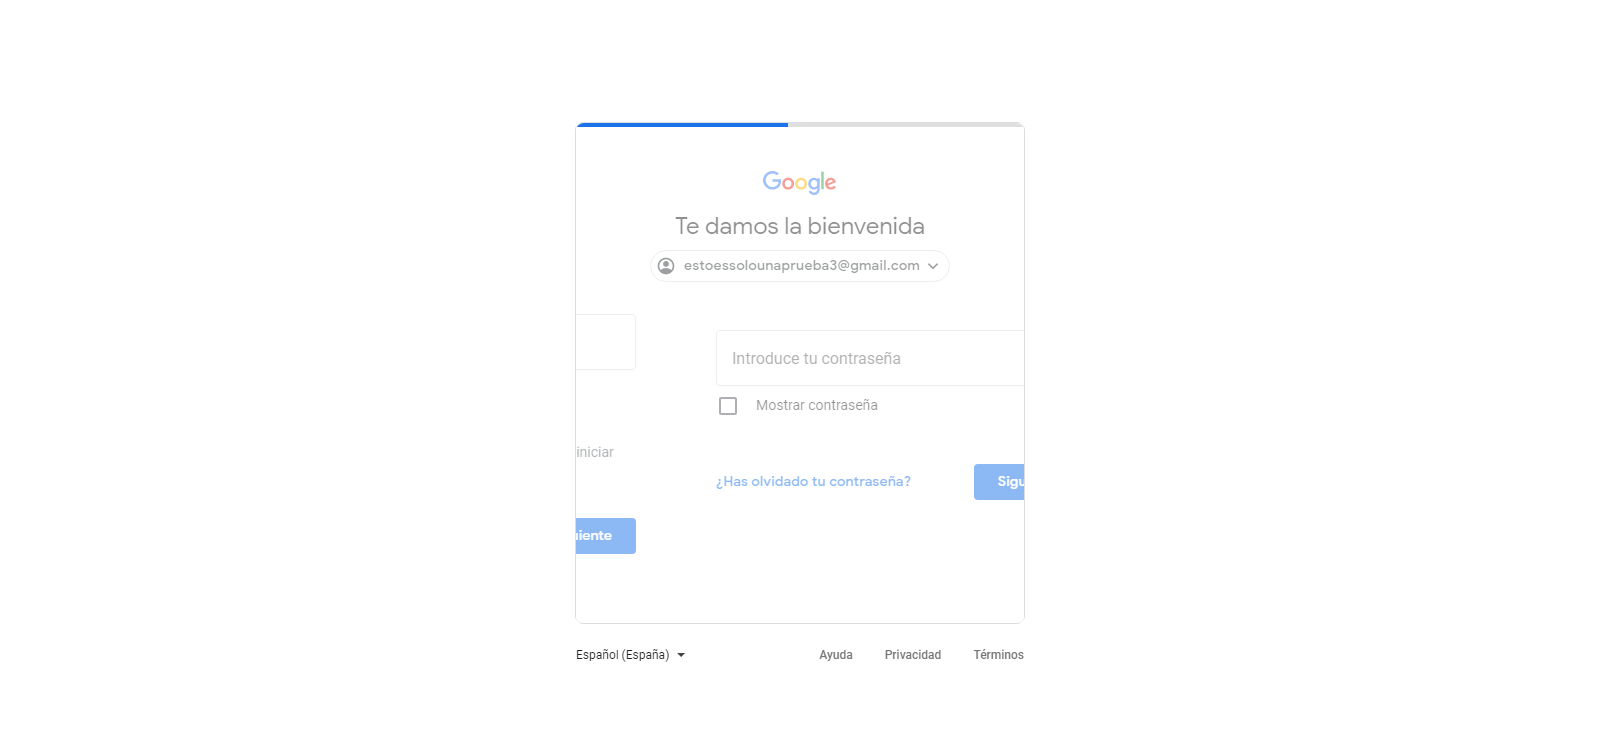 Google
Te damos la bienvenida
estoessolounaprueba3@gmail.com
Introduce tu contraseña
Mostrar contraseña
iniciar
¿Has olvidado tu contraseña?
Sigu
uiente
Español (España)
Ayuda
Privacidad
Términos